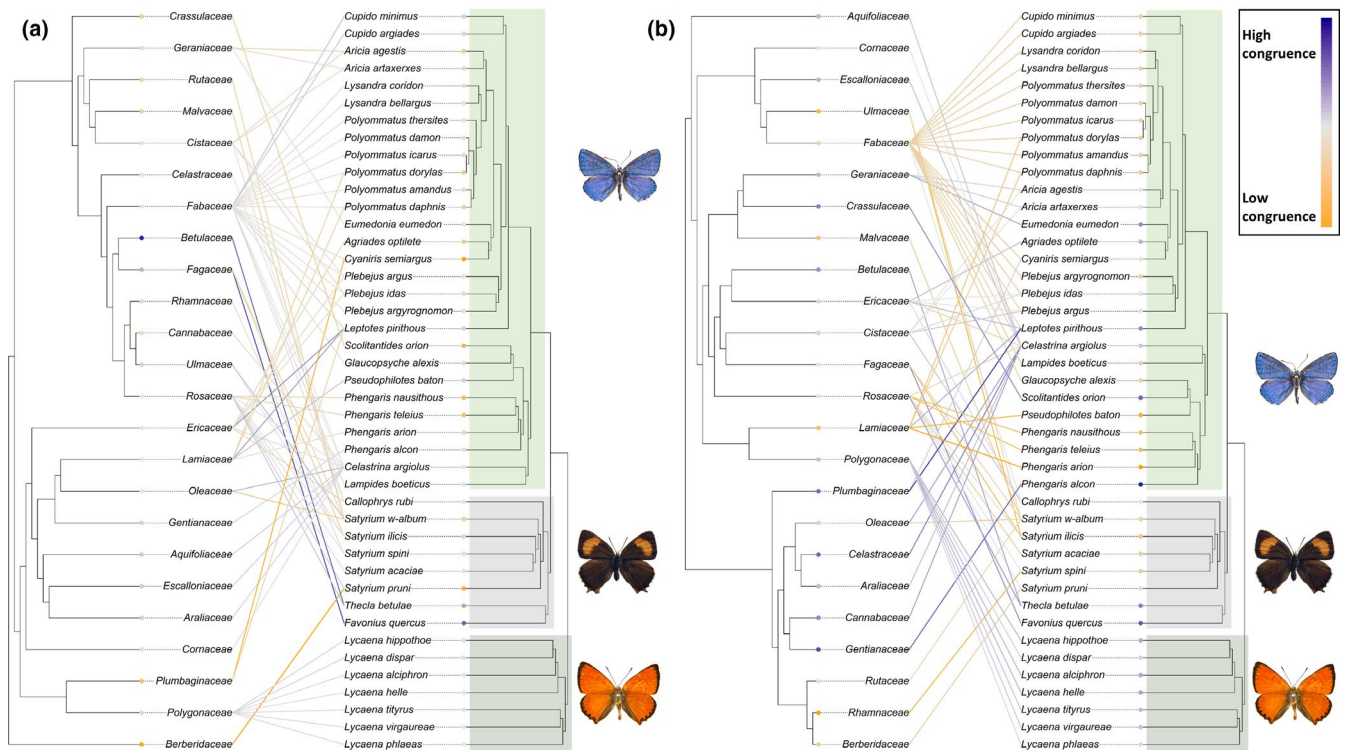 (a)
Crassulaceae
Geraniaceae
Rutaceae
Malvaceae
Cistaceae
Celastraceae
Fabaceae
Betulaceae
Fagaceae
Rhamnaceae
Cannabaceae
Ulmaceae
Rosaceae
Ericaceae
Lamiaceae
Oleaceae
Gentianaceae
Aquifoliaceae
Escalloniaceae
Araliaceae
Cornaceae
Plumbaginaceae
Polygonaceae
Berberidaceae
Cupido minimus
Cupido argiades
Aricia agestis
Aricia artaxerxes
Lysandra coridon
Lysandra bellargus
Polyommatus thersites
Polyommatus damon
Polyommatus icarus
Polyommatus dorylas
Polyommatus amandus
Polyommatus daphnis
Eumedonia eumedon
Agriades optilete
Cyaniris semiargus
Plebejus argus
Plebejus idas
Plebejus argyrognomon
Leptotes pirithous
Scolitantides orion
Glaucopsyche alexis
Pseudophilotes baton
Phengaris nausithous
Phengaris teleius
Phengaris arion
Phengaris alcon
Celastrina argiolus
Lampides boeticus
Callophrys rubi
Satyrium w-album
Satyrium ilicis
Satyrium spini
Satyrium acaciae
Satyrium pruni
Thecla betulae
Favonius quercus
Lycaena hippothoe
Lycaena dispar
Lycaena alciphron
Lycaena helle
Lycaena tityrus
Lycaena virgaureae
Lycaena phlaeas
(b)
Aquifoliaceae
Cornaceae
Escalloniaceae
Ulmaceae
Fabaceae
Geraniaceae
Crassulaceae
Malvaceae
Betulaceae
Ericaceae
Cistaceae
Fagaceae
Rosaceae
Lamiaceae
Polygonaceae
Plumbaginaceae
Oleaceae
Celastraceae
Araliaceae
Cannabaceae
Gentianaceae
Rutaceae
Rhamnaceae
Berberidaceae
Cupido minimus
Cupido argiades
Lysandra coridon
Lysandra bellargus
Polyommatus thersites
Polyommatus damon
Polyommatus icarus
Polyommatus dorylas
Polyommatus amandus
Polyommatus daphnis
Aricia agestis
Aricia artaxerxes
Eumedonia eumedon
Agriades optilete
Cyaniris semiargus
Plebejus argyrognomon
Plebejus idas
Plebejus argus
Leptotes pirithous
Celastrina argiolus
Lampides boeticus
Glaucopsyche alexis
Scolitantides orion
Pseudophilotes baton
Phengaris nausithous
Phengaris teleius
Phengaris arion
Phengaris alcon
Callophrys rubi
Satyrium w-album
Satyrium ilicis
Satyrium acaciae
Satyrium spini
Satyrium pruni
Thecla betulae
Favonius quercus
Lycaena hippothoe
Lycaena dispar
Lycaena alciphron
Lycaena helle
Lycaena tityrus
Lycaena virgaureae
Lycaena phlaeas
High
congruence
Low
congruence